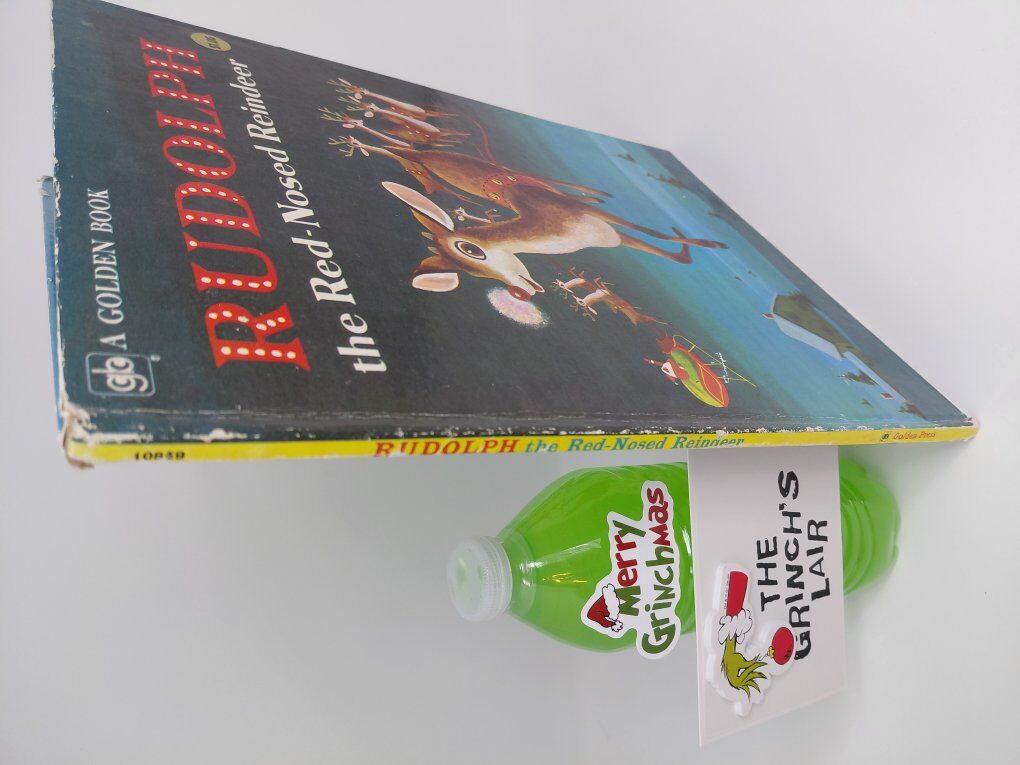 gb A GOLDEN BOOK
RUDOLPH
the Red-Nosed Reindeer
10849 RUDOLPH the Red-Nosed Reindeer Golden Press
Merry
Grinchmas
THE
GRINCH'S
LAIR